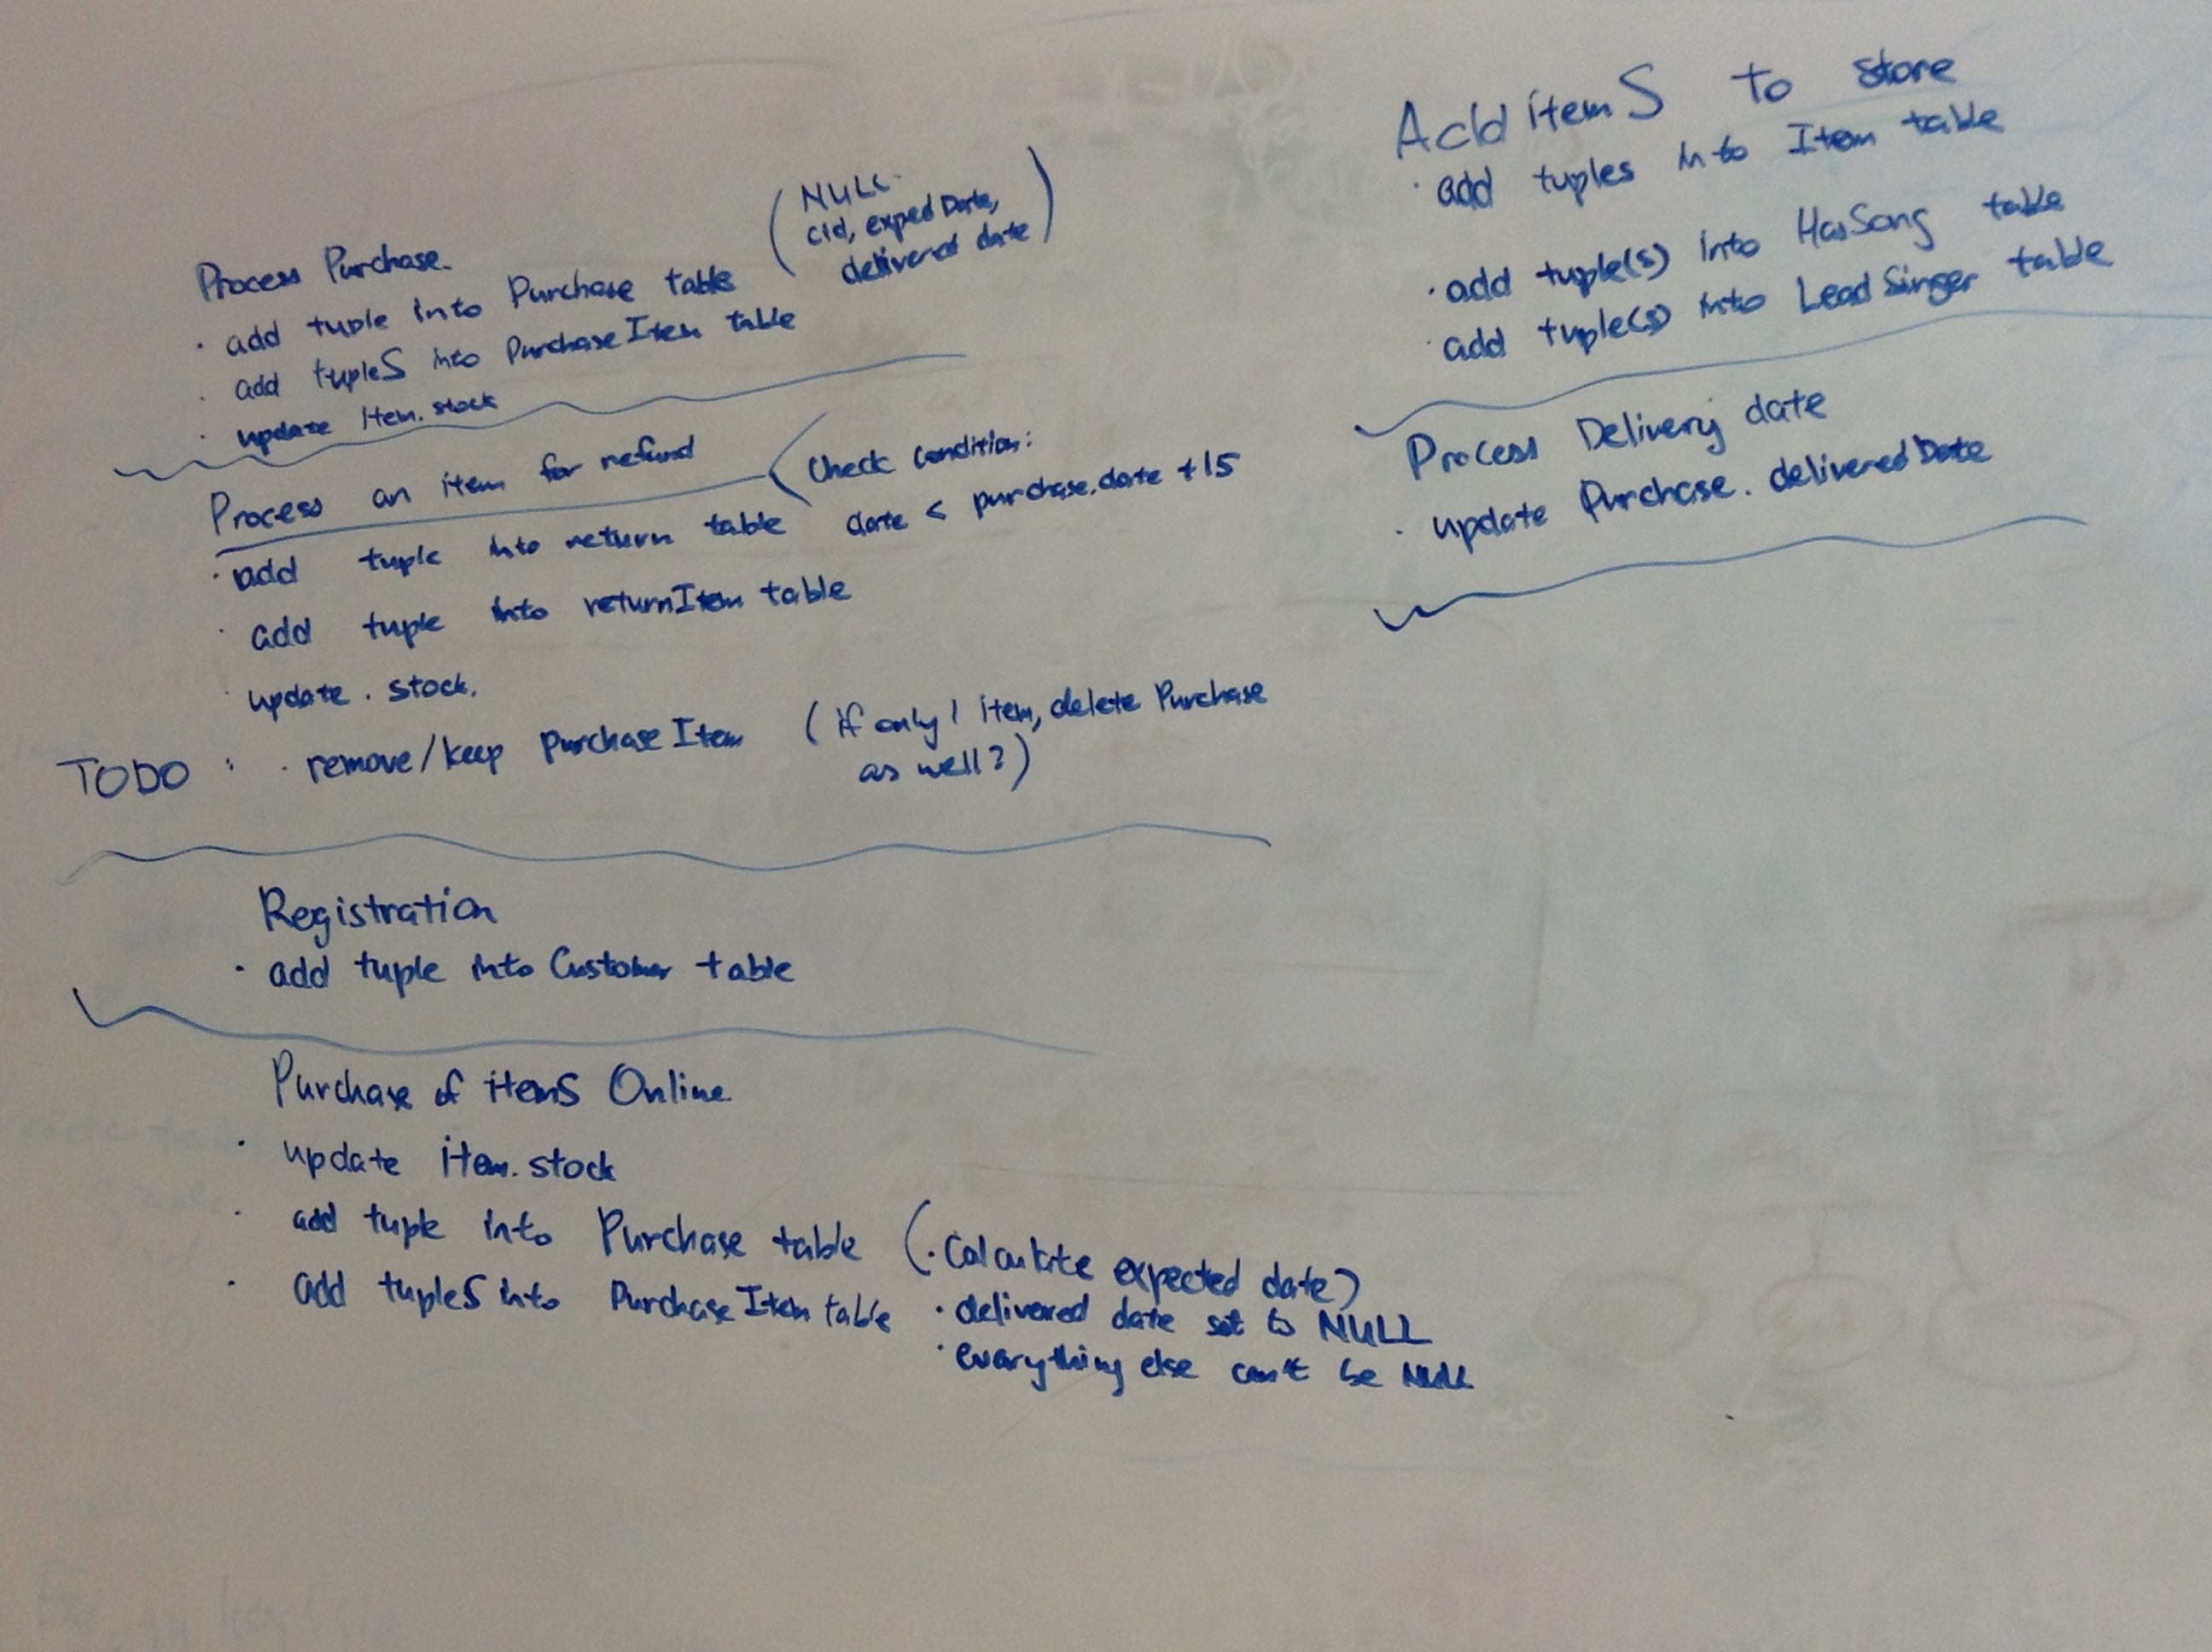 Process Purchase.
· add tuple into Purchase table
(NULL
cid, expedDate,
delivered date)
· add tupleS into PurchaseItem table
· update item.stock
Process an item for refund
(Check condition:
date < purchase.date +15
· add tuple into return table
· add tuple into returnItem table
· update . stock.
TODO : · remove/keep PurchaseItem (if only 1 item, delete Purchase
as well?)
Registration
· add tuple into Customer table
Purchase of itemS Online
· update item.stock
· add tuple into Purchase table (· Calculate expected date)
· add tupleS into PurchaseItem table · delivered date set to NULL
· everything else can't be NULL
Add itemS to store
· add tuples into Item table
· add tuple(s) into HasSong table
· add tuple(s) into LeadSinger table
Process Delivery date
· update Purchase. deliveredDate